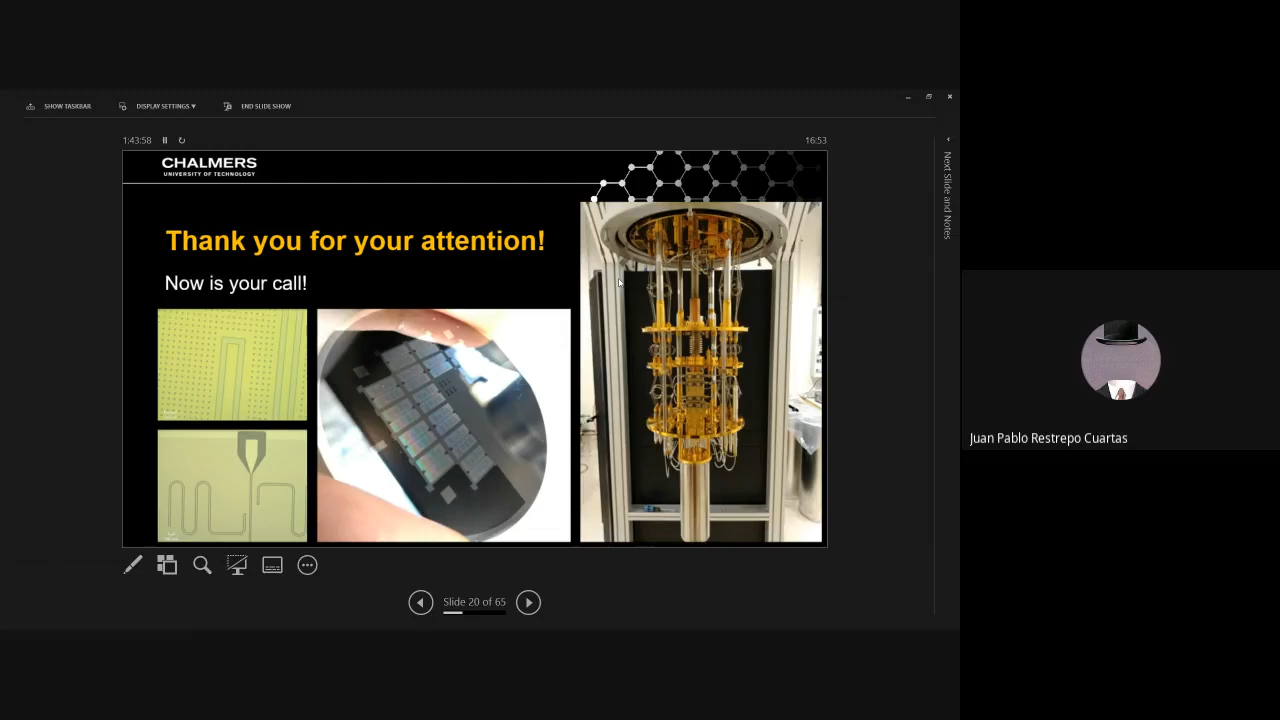 SHOW TASKBAR
DISPLAY SETTINGS ▼
END SLIDE SHOW
1:43:58
16:53
Next Slide and Notes
CHALMERS
UNIVERSITY OF TECHNOLOGY
Thank you for your attention!
Now is your call!
Slide 20 of 65
Juan Pablo Restrepo Cuartas